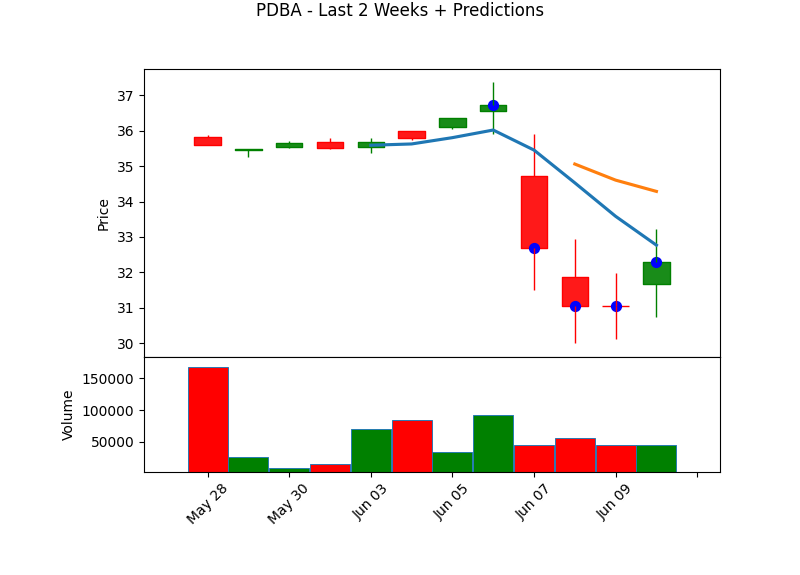 PDBA - Last 2 Weeks + Predictions
Price
37
36
35
34
33
32
31
30
Volume
150000
100000
50000
May 28
May 30
Jun 03
Jun 05
Jun 07
Jun 09